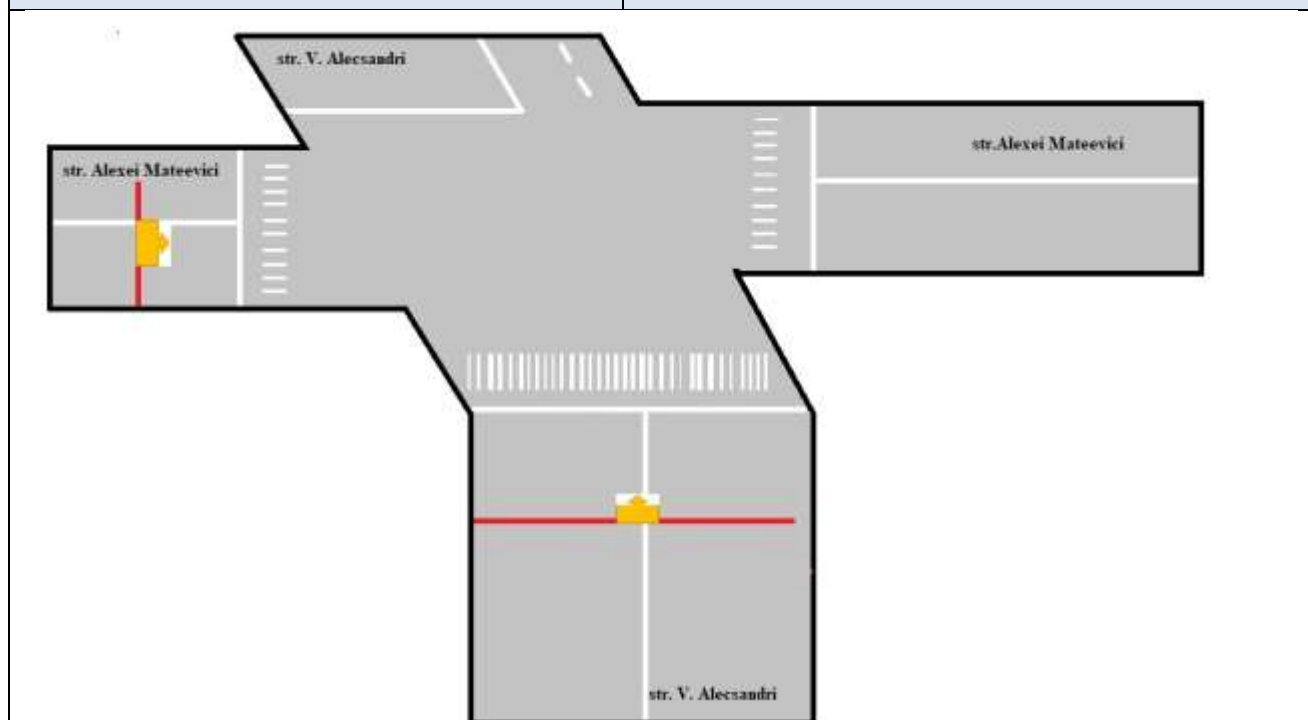 str. V. Alecsandri
str. Alexei Mateevici
str.Alexei Mateevici
str. V. Alecsandri